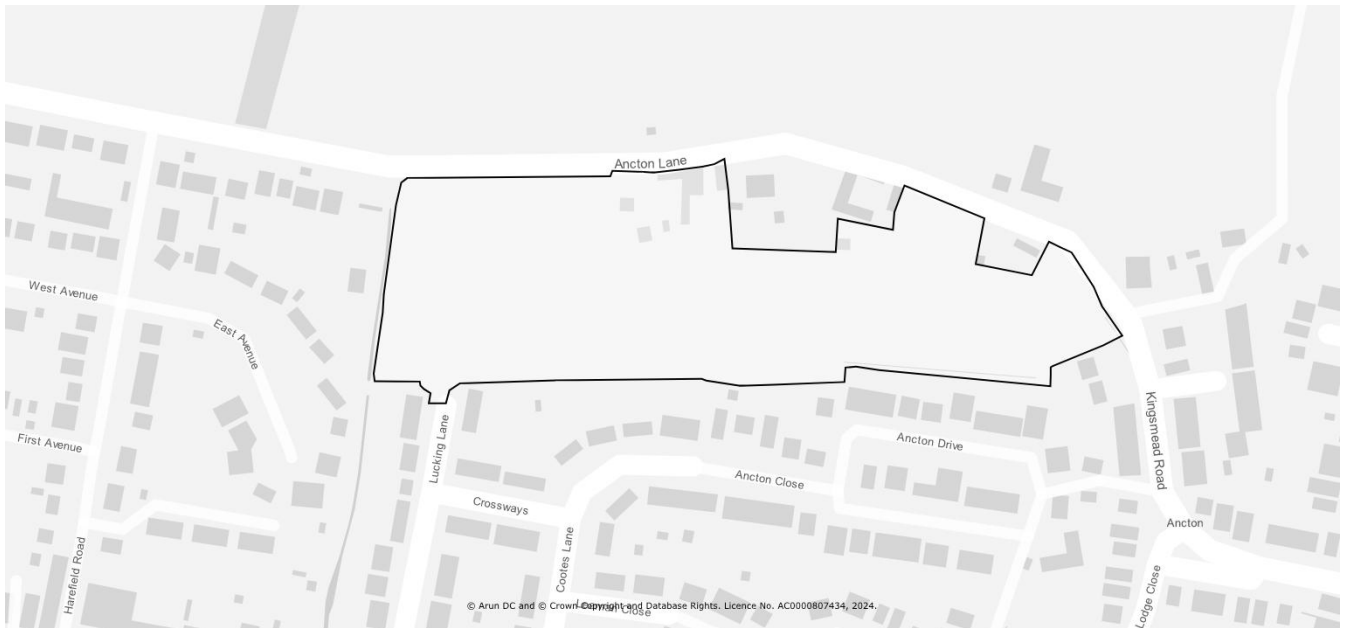 Ancton Lane
West Avenue
East Avenue
First Avenue
Harefield Road
Lucking Lane
Crossways
Cootes Lane
Ancton Close
Ancton Drive
Kingsmead Road
Ancton
Lodge Close
Close
© Arun DC and © Crown Copyright and Database Rights. Licence No. AC0000807434, 2024.